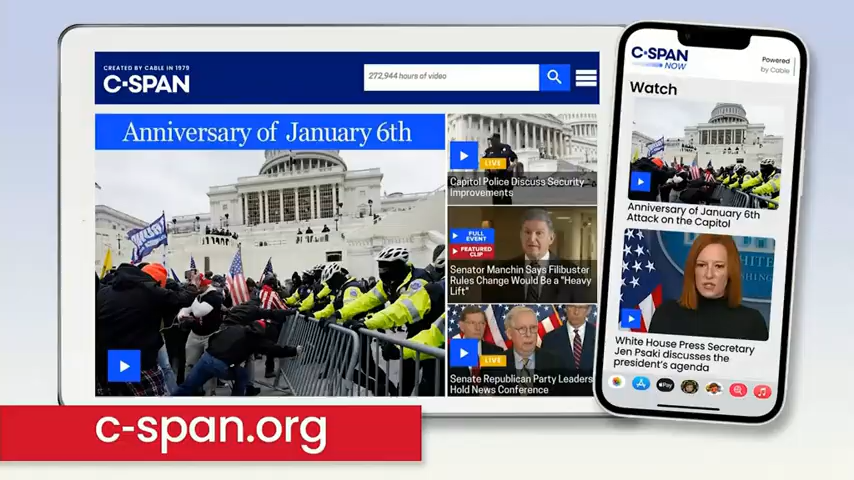 CREATED BY CABLE IN 1979
C-SPAN
272,944 hours of video
Anniversary of January 6th
TRUMP
LIVE
Capitol Police Discuss Security
Improvements
FULL
EVENT
FEATURED
CLIP
Senator Manchin Says Filibuster
Rules Change Would Be a "Heavy
Lift"
LIVE
Senate Republican Party Leaders
Hold News Conference
C-SPAN
NOW
Powered
by Cable
Watch
Anniversary of January 6th
Attack on the Capitol
White House Press Secretary
Jen Psaki discusses the
president's agenda
Pay
c-span.org